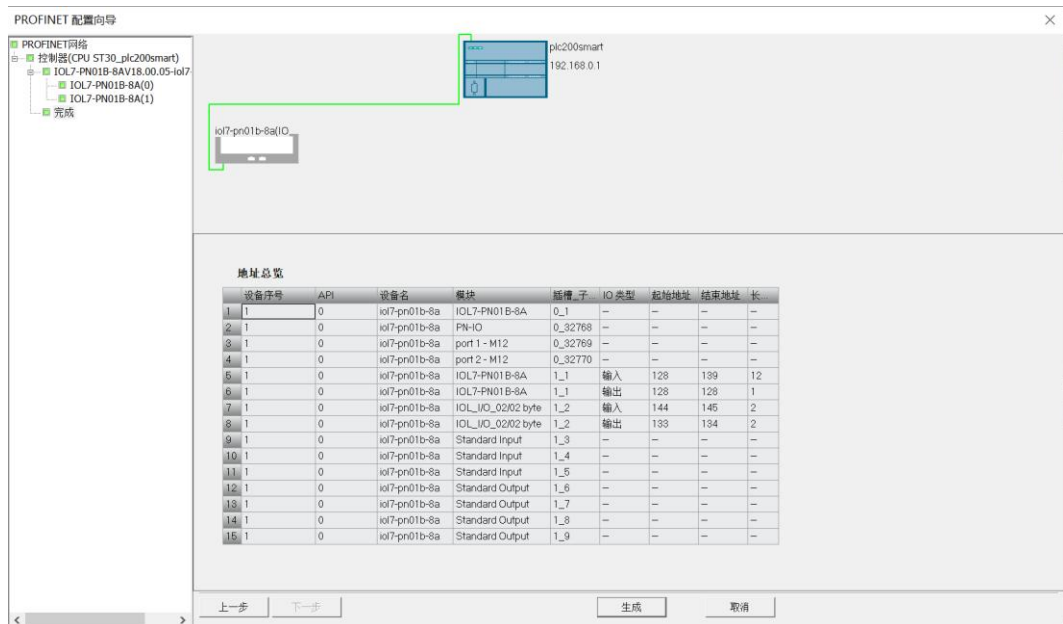 PROFINET 配置向导
PROFINET网络
控制器(CPU ST30_plc200smart)
IOL7-PN01B-8AV18.00.05-iol7-
IOL7-PN01B-8A(0)
IOL7-PN01B-8A(1)
完成
plc200smart
192.168.0.1
iol7-pn01b-8a(IO_
地址总览
设备序号 API 设备名 模块 插槽_子... IO 类型 起始地址 结束地址 长...
1 1 0 iol7-pn01b-8a IOL7-PN01B-8A 0_1 – – – –
2 1 0 iol7-pn01b-8a PN-IO 0_32768 – – – –
3 1 0 iol7-pn01b-8a port 1 - M12 0_32769 – – – –
4 1 0 iol7-pn01b-8a port 2 - M12 0_32770 – – – –
5 1 0 iol7-pn01b-8a IOL7-PN01B-8A 1_1 输入 128 139 12
6 1 0 iol7-pn01b-8a IOL7-PN01B-8A 1_1 输出 128 128 1
7 1 0 iol7-pn01b-8a IOL_I/O_02/02 byte 1_2 输入 144 145 2
8 1 0 iol7-pn01b-8a IOL_I/O_02/02 byte 1_2 输出 133 134 2
9 1 0 iol7-pn01b-8a Standard Input 1_3 – – – –
10 1 0 iol7-pn01b-8a Standard Input 1_4 – – – –
11 1 0 iol7-pn01b-8a Standard Input 1_5 – – – –
12 1 0 iol7-pn01b-8a Standard Output 1_6 – – – –
13 1 0 iol7-pn01b-8a Standard Output 1_7 – – – –
14 1 0 iol7-pn01b-8a Standard Output 1_8 – – – –
15 1 0 iol7-pn01b-8a Standard Output 1_9 – – – –
上一步 下一步 生成 取消